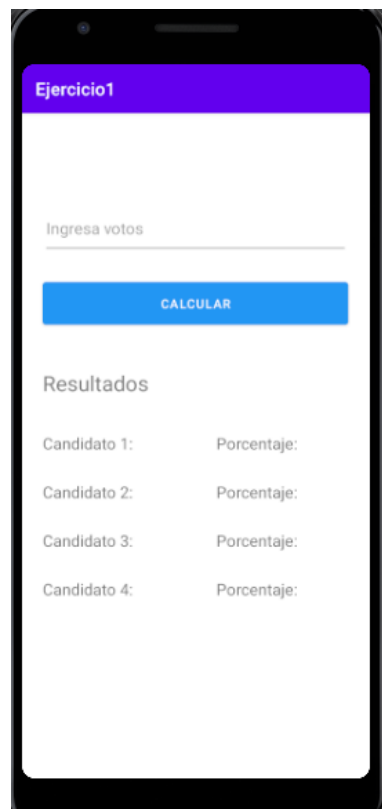 Ejercicio1
Ingresa votos
CALCULAR
Resultados
Candidato 1: Porcentaje:
Candidato 2: Porcentaje:
Candidato 3: Porcentaje:
Candidato 4: Porcentaje: